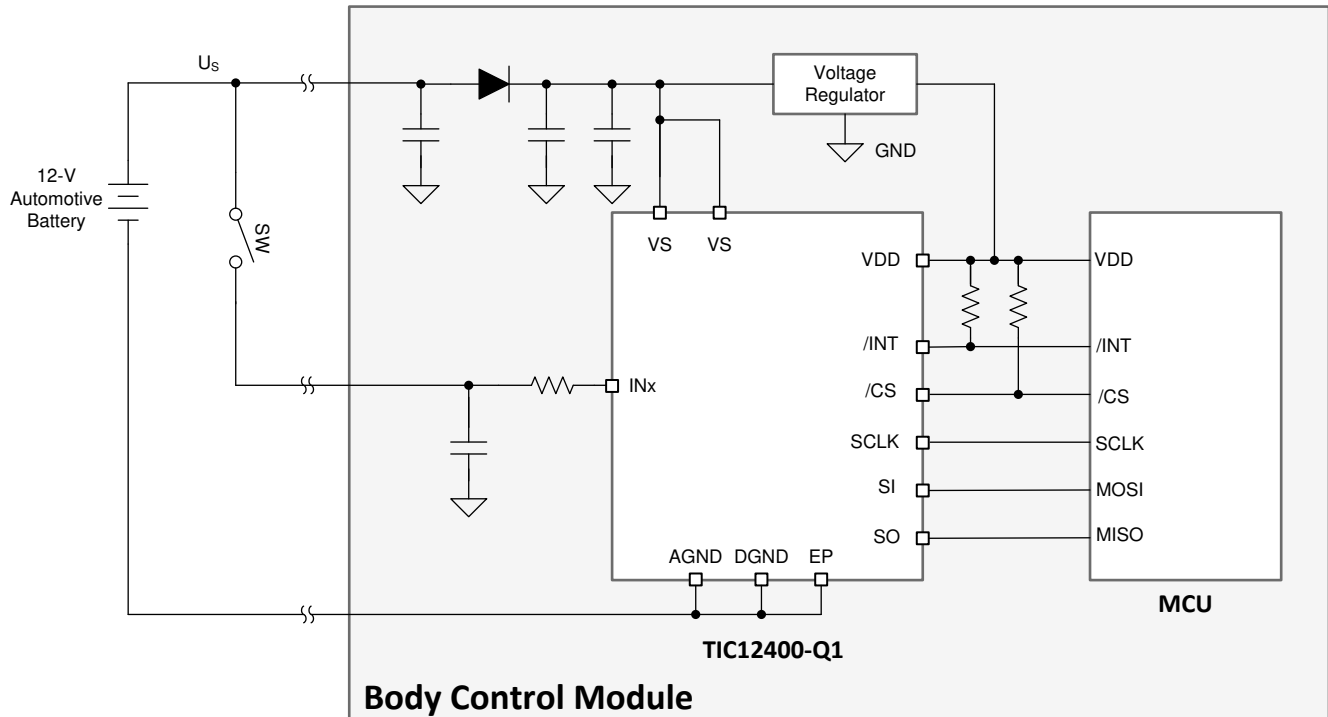 U_S
Voltage
Regulator
GND
12-V
Automotive
Battery
SW
VS
VS
VDD
VDD
/INT
/INT
INx
/CS
/CS
SCLK
SCLK
SI
MOSI
SO
MISO
AGND
DGND
EP
MCU
TIC12400-Q1
Body Control Module